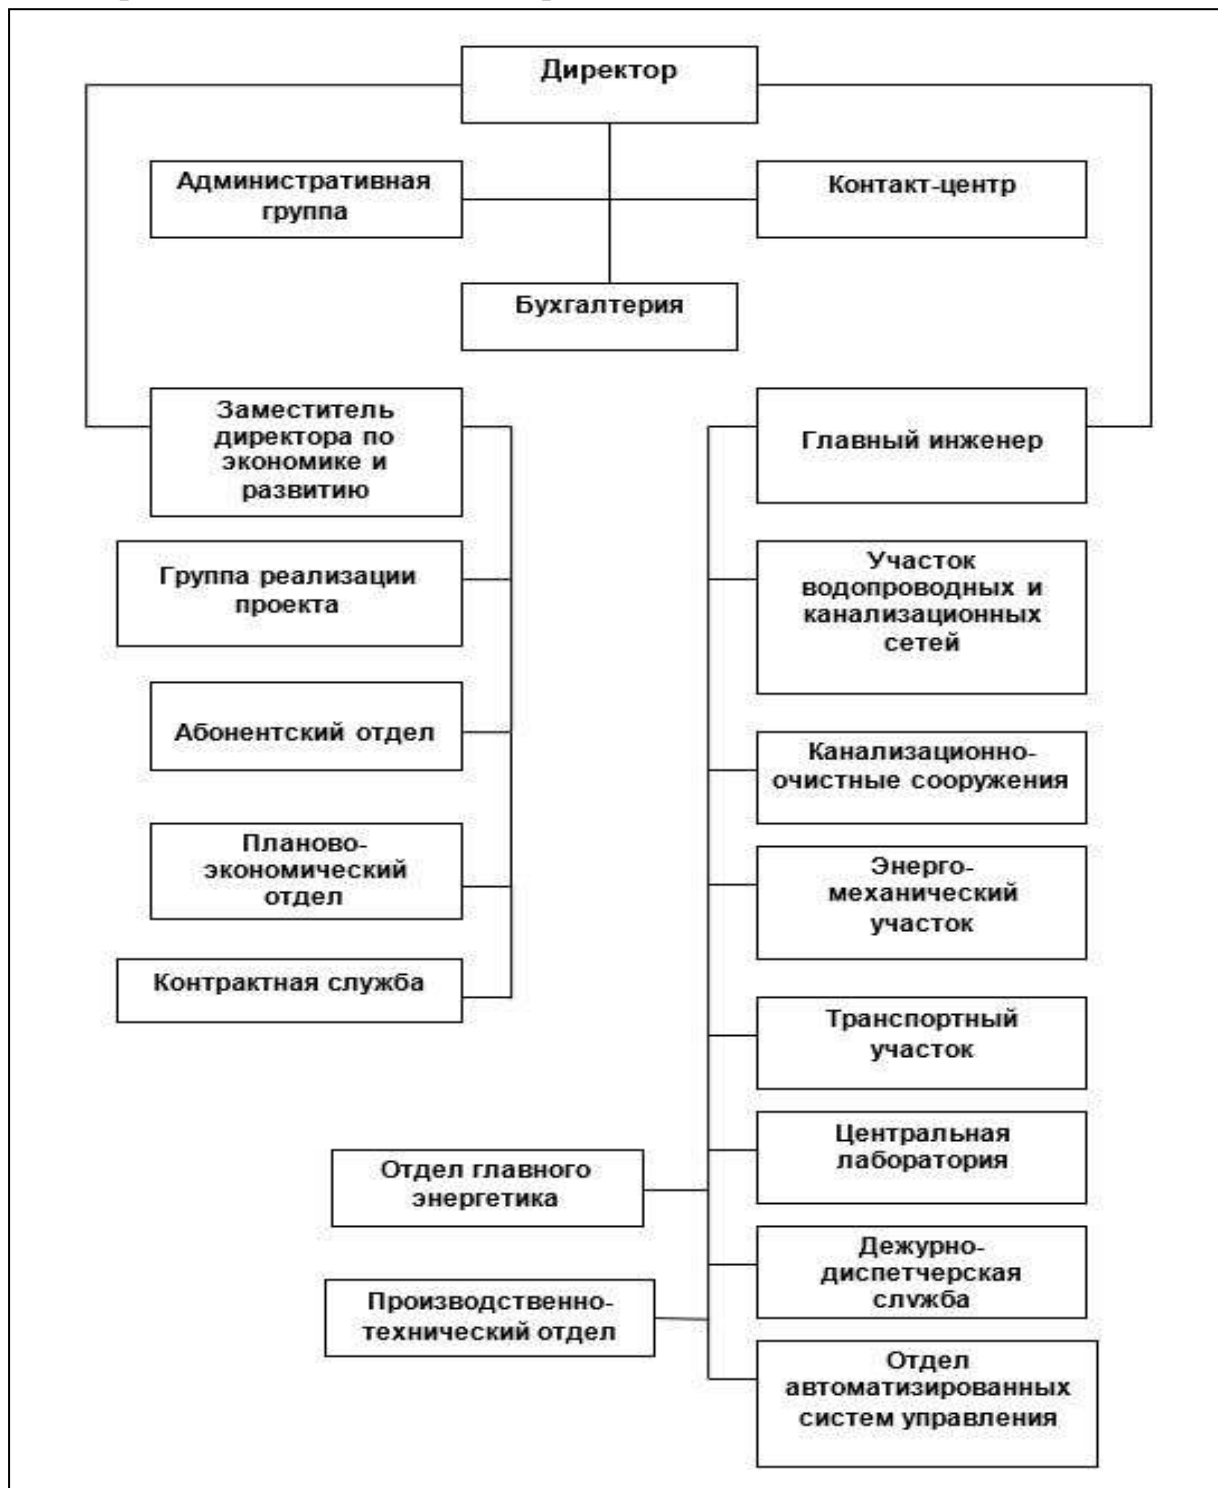 Директор
Административная
группа
Контакт-центр
Бухгалтерия
Заместитель
директора по
экономике и
развитию
Главный инженер
Группа реализации
проекта
Участок
водопроводных и
канализационных
сетей
Абонентский отдел
Канализационно-
очистные сооружения
Планово-
экономический
отдел
Энерго-
механический
участок
Контрактная служба
Транспортный
участок
Центральная
лаборатория
Отдел главного
энергетика
Дежурно-
диспетчерская
служба
Производственно-
технический отдел
Отдел
автоматизированных
систем управления